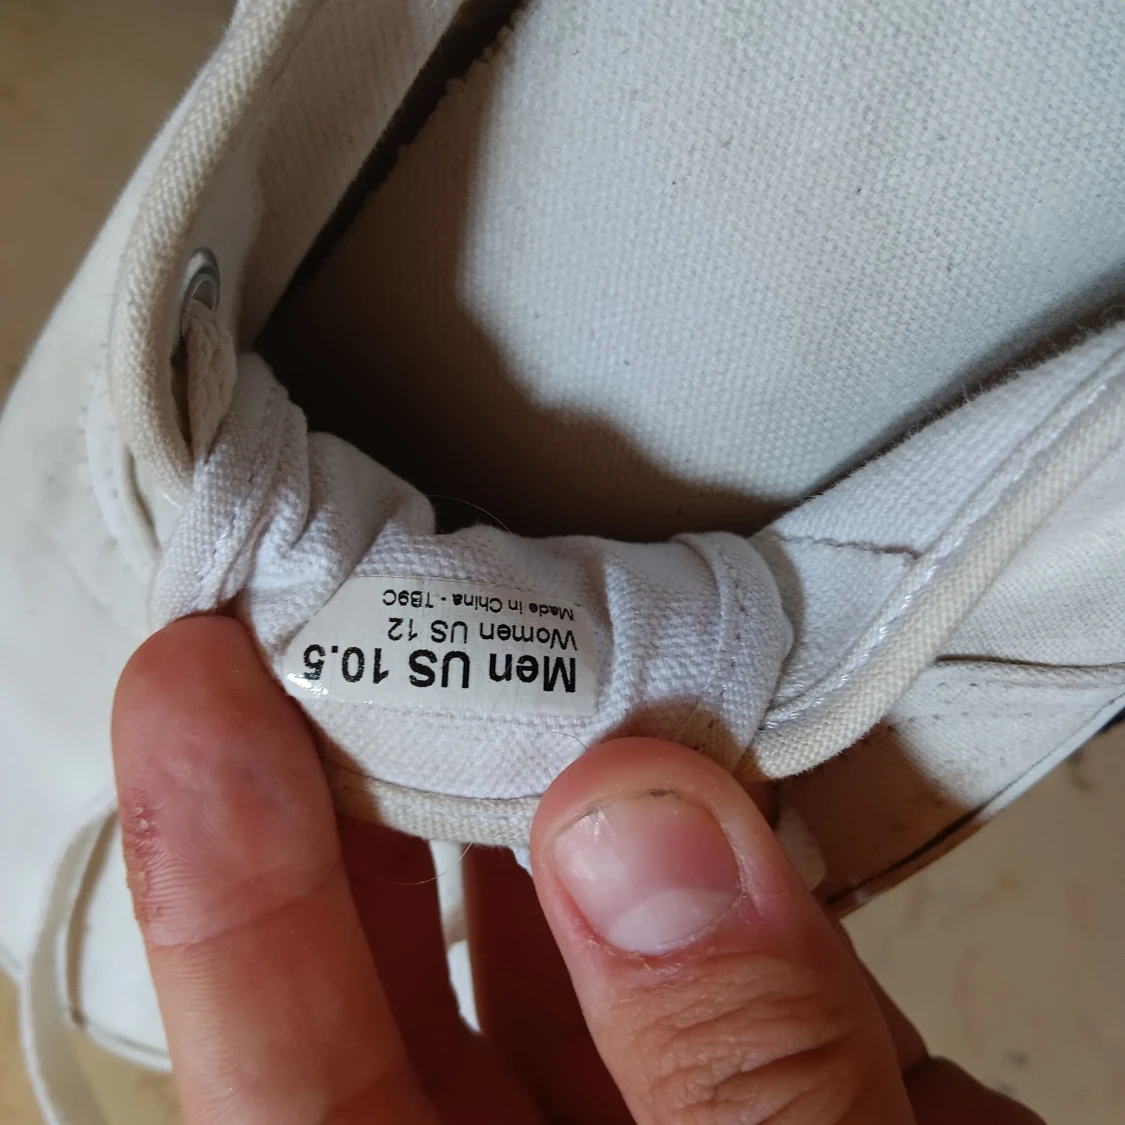 Men US 10.5
Women US 12
Made in China - TB9C